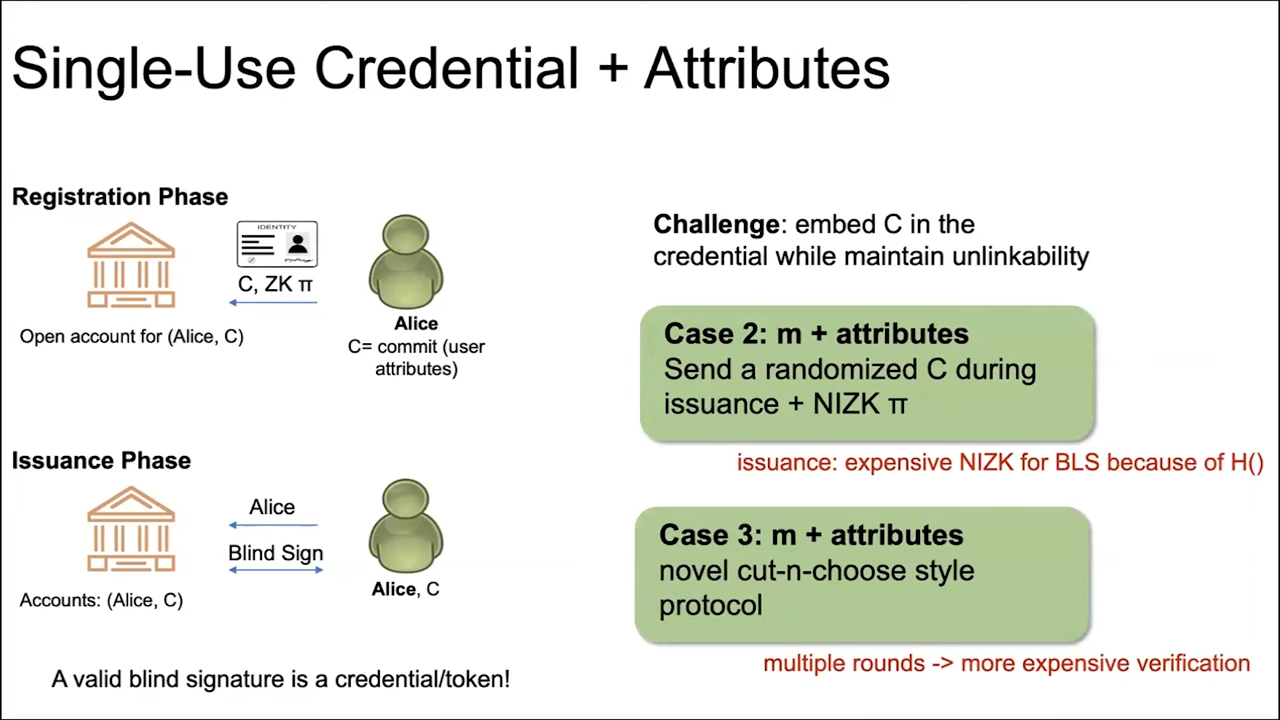 Single-Use Credential + Attributes
Registration Phase
IDENTITY
C, ZK π
Open account for (Alice, C)
Alice
C= commit (user
attributes)
Issuance Phase
Alice
Blind Sign
Accounts: (Alice, C)
Alice, C
A valid blind signature is a credential/token!
Challenge: embed C in the
credential while maintain unlinkability
Case 2: m + attributes
Send a randomized C during
issuance + NIZK π
issuance: expensive NIZK for BLS because of H()
Case 3: m + attributes
novel cut-n-choose style
protocol
multiple rounds -> more expensive verification